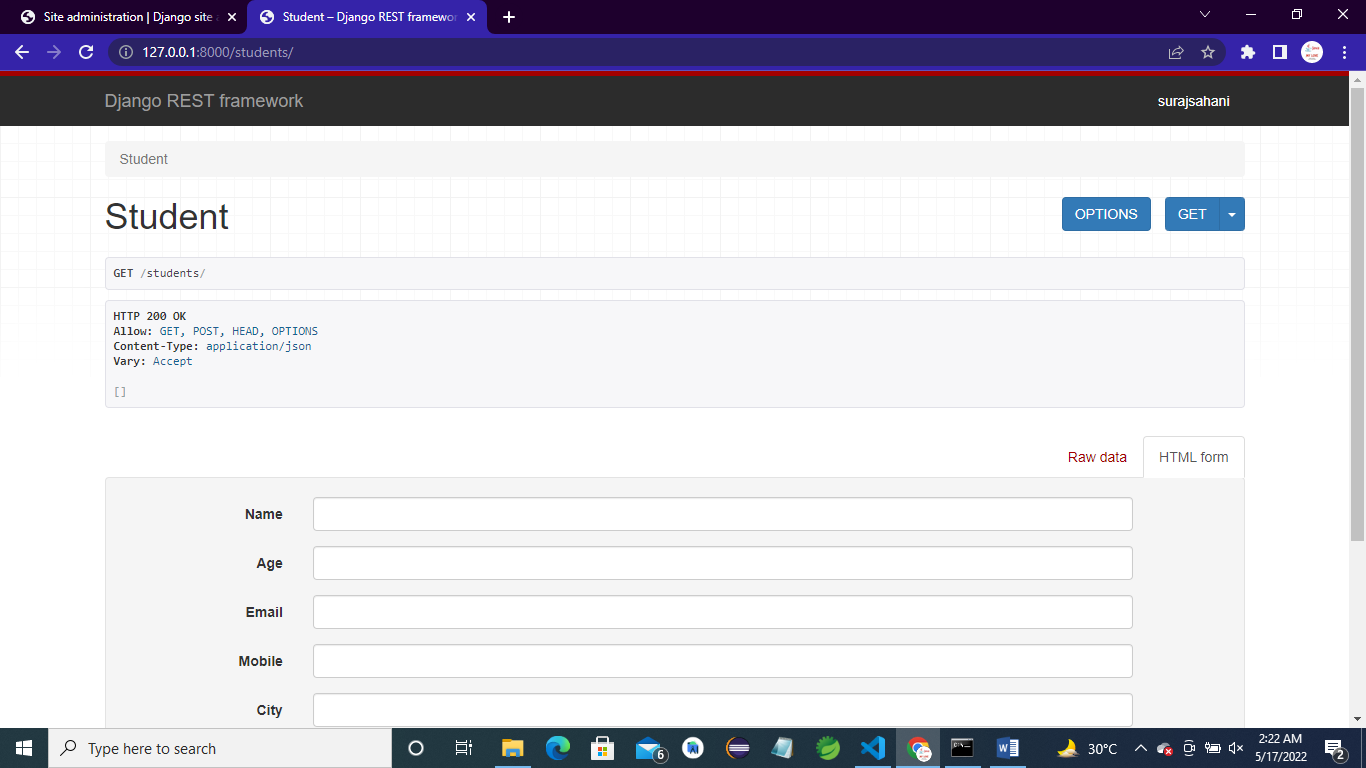 Site administration | Django site
Student – Django REST framewor
127.0.0.1:8000/students/
Django REST framework
surajsahani
Student
Student
OPTIONS
GET
GET /students/
HTTP 200 OK
Allow: GET, POST, HEAD, OPTIONS
Content-Type: application/json
Vary: Accept
[]
Raw data
HTML form
Name
Age
Email
Mobile
City
Type here to search
6
30°C
2:22 AM
5/17/2022
2